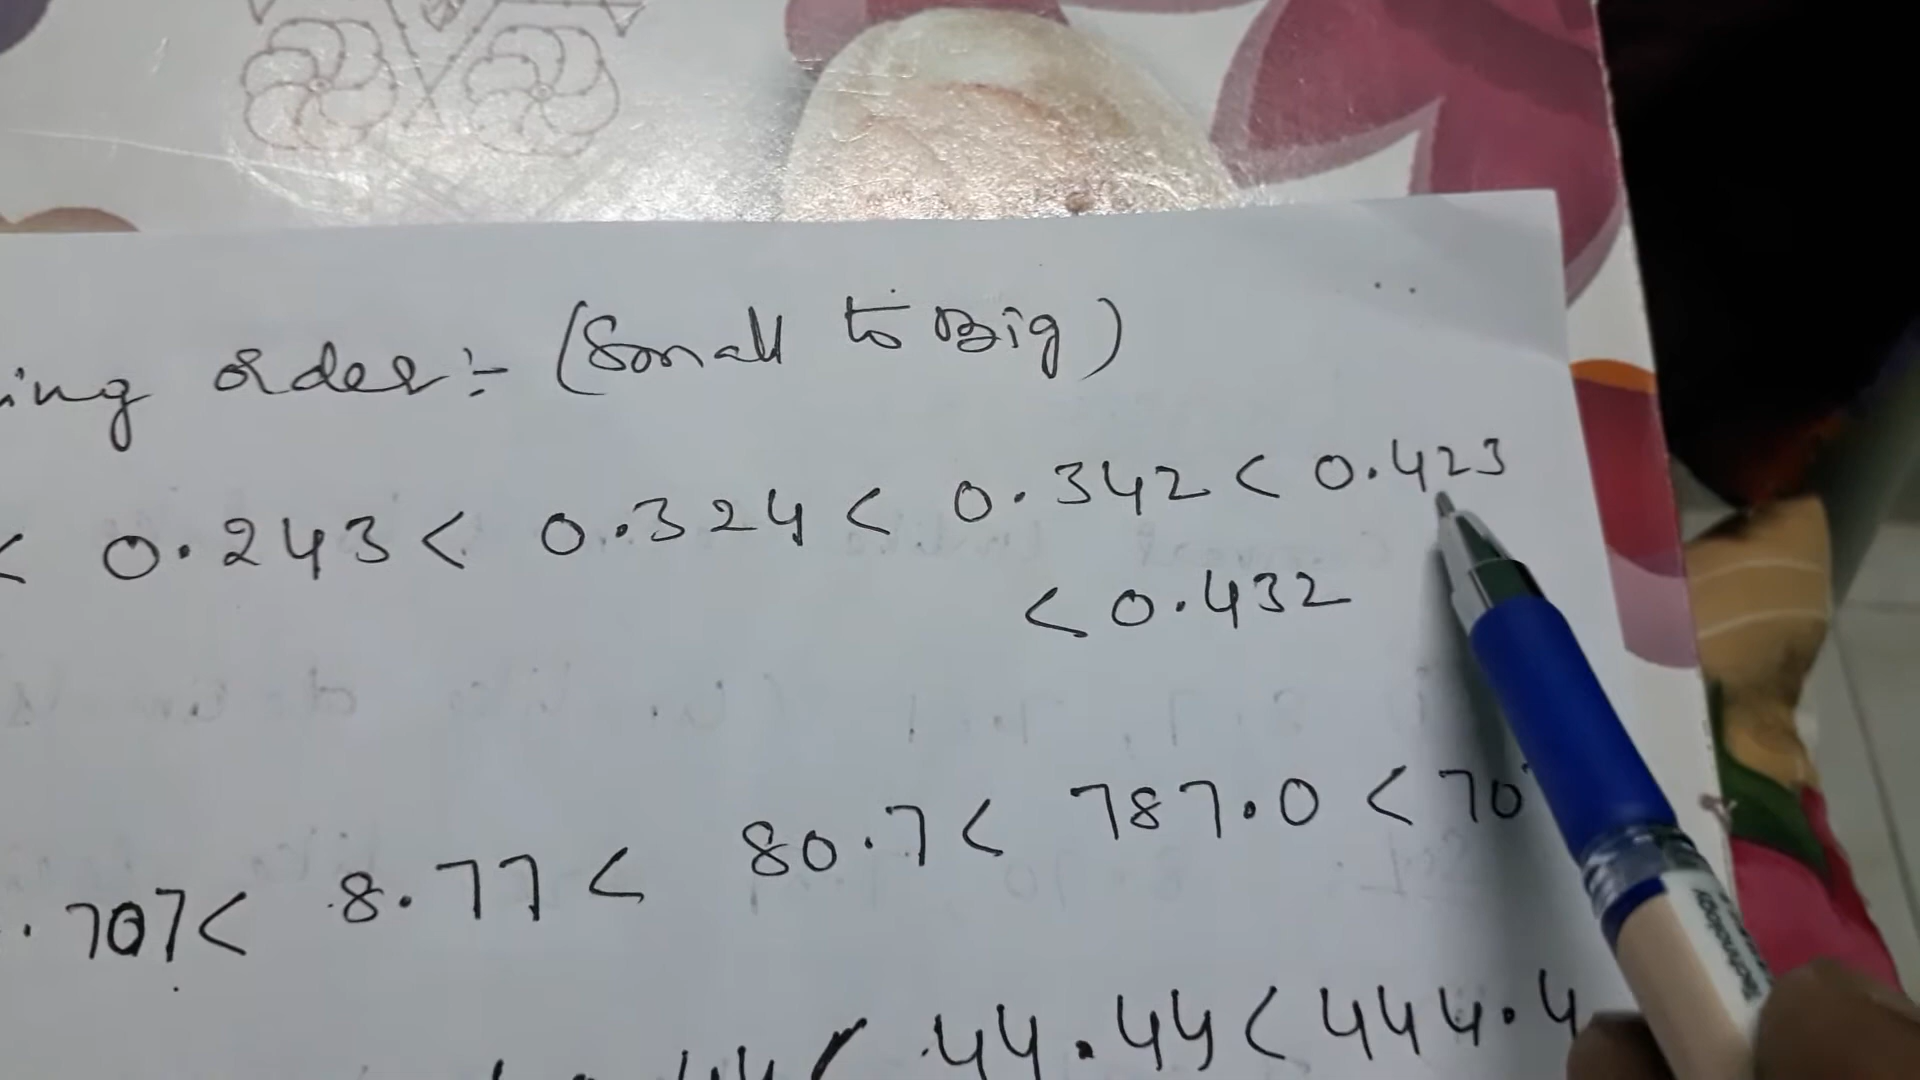 ing order:- (Small to Big)
< 0.243 < 0.324 < 0.342 < 0.423
< 0.432
.707 < 8.77 < 80.7 < 787.0 < 70
44.44 < 444.4
Technology